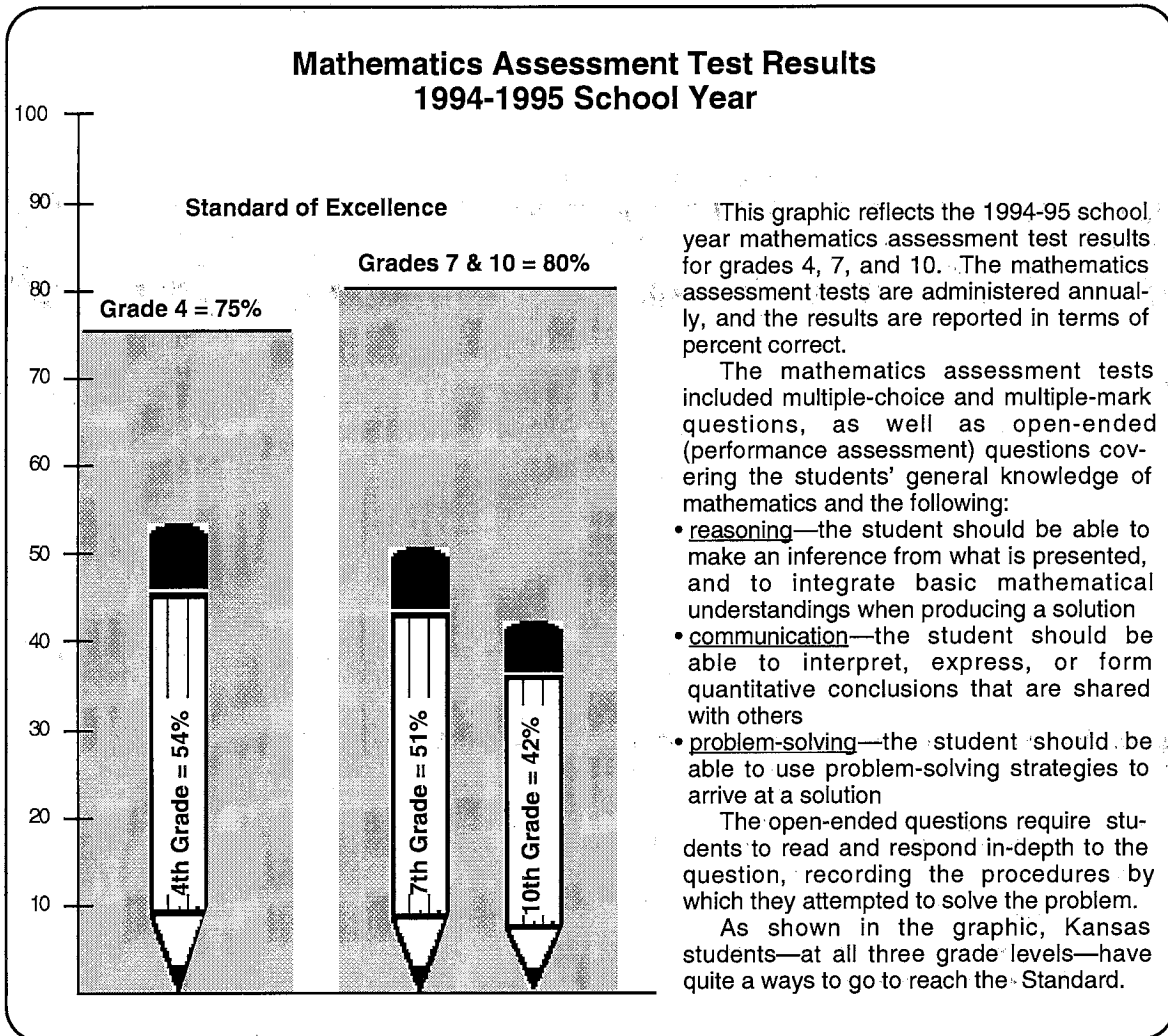 Mathematics Assessment Test Results
1994-1995 School Year
100
90
80
70
60
50
40
30
20
10
Standard of Excellence
Grade 4 = 75%
Grades 7 & 10 = 80%
4th Grade = 54%
7th Grade = 51%
10th Grade = 42%
This graphic reflects the 1994-95 school
year mathematics assessment test results
for grades 4, 7, and 10. The mathematics
assessment tests are administered annual-
ly, and the results are reported in terms of
percent correct.
The mathematics assessment tests
included multiple-choice and multiple-mark
questions, as well as open-ended
(performance assessment) questions cov-
ering the students' general knowledge of
mathematics and the following:
• reasoning—the student should be able to
make an inference from what is presented,
and to integrate basic mathematical
understandings when producing a solution
• communication—the student should be
able to interpret, express, or form
quantitative conclusions that are shared
with others
• problem-solving—the student should be
able to use problem-solving strategies to
arrive at a solution
The open-ended questions require stu-
dents to read and respond in-depth to the
question, recording the procedures by
which they attempted to solve the problem.
As shown in the graphic, Kansas
students—at all three grade levels—have
quite a ways to go to reach the Standard.